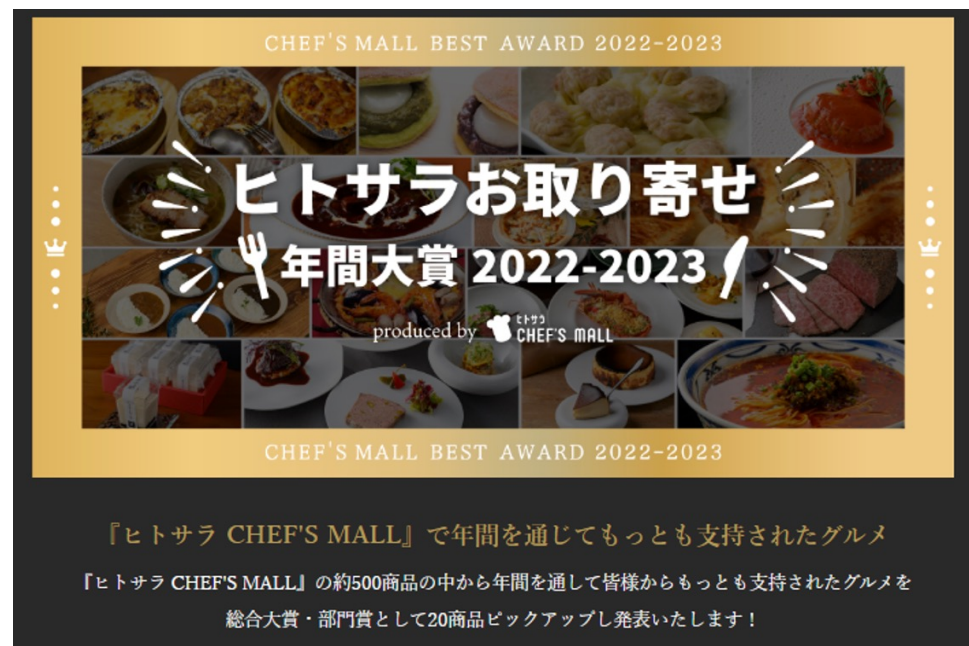 CHEF'S MALL BEST AWARD 2022-2023
ヒトサラお取り寄せ
年間大賞 2022-2023
produced by ヒトサラ CHEF'S MALL
CHEF'S MALL BEST AWARD 2022-2023
『ヒトサラ CHEF'S MALL』で年間を通じてもっとも支持されたグルメ
『ヒトサラ CHEF'S MALL』の約500商品の中から年間を通して皆様からもっとも支持されたグルメを
総合大賞・部門賞として20商品ピックアップし発表いたします！